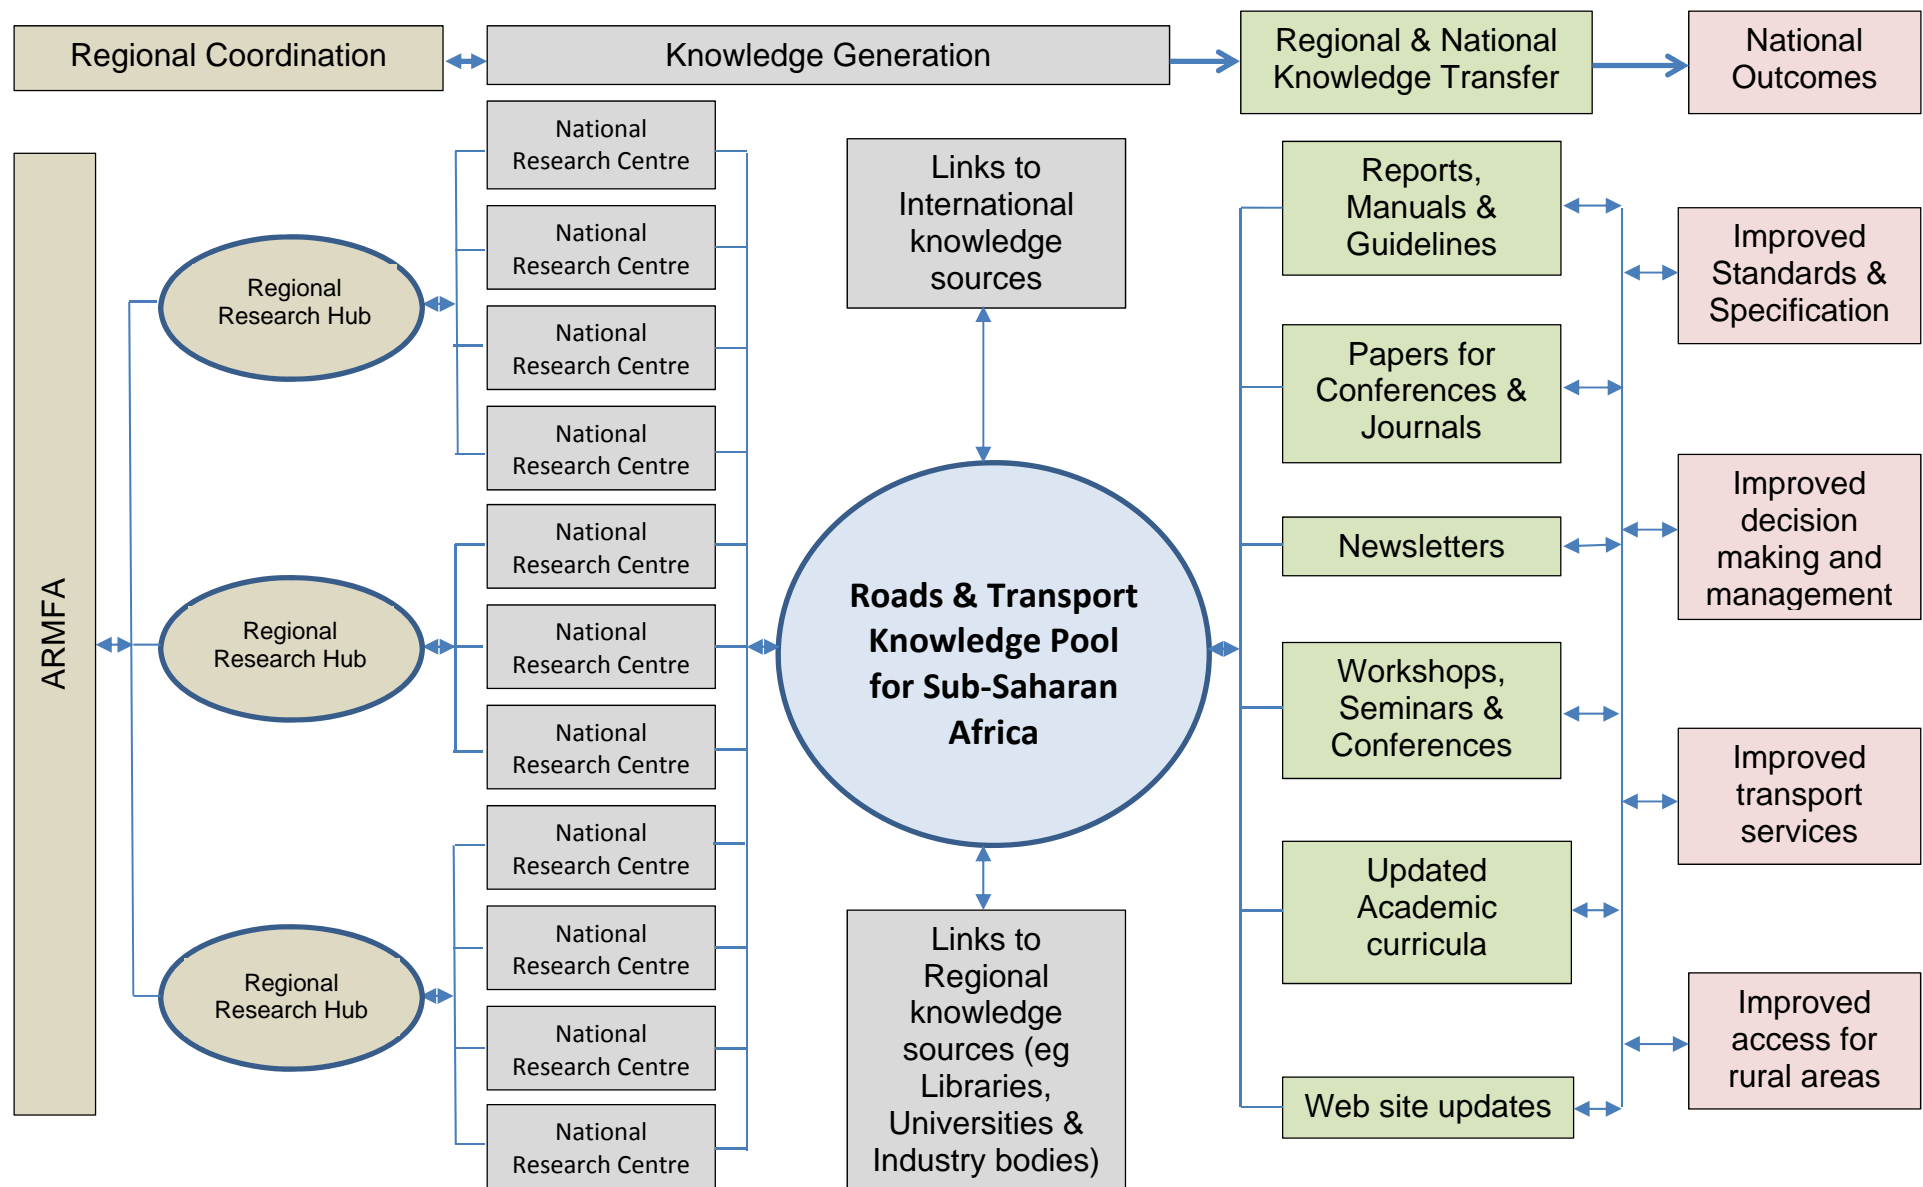 Regional Coordination
Knowledge Generation
Regional & National
Knowledge Transfer
National
Outcomes
ARMFA
Regional
Research Hub
Regional
Research Hub
Regional
Research Hub
National
Research Centre
National
Research Centre
National
Research Centre
National
Research Centre
National
Research Centre
National
Research Centre
National
Research Centre
National
Research Centre
National
Research Centre
National
Research Centre
National
Research Centre
Links to
International
knowledge
sources
Roads & Transport
Knowledge Pool
for Sub-Saharan
Africa
Links to
Regional
knowledge
sources (eg
Libraries,
Universities &
Industry bodies)
Reports,
Manuals &
Guidelines
Papers for
Conferences &
Journals
Newsletters
Workshops,
Seminars &
Conferences
Updated
Academic
curricula
Web site updates
Improved
Standards &
Specification
Improved
decision
making and
management
Improved
transport
services
Improved
access for
rural areas